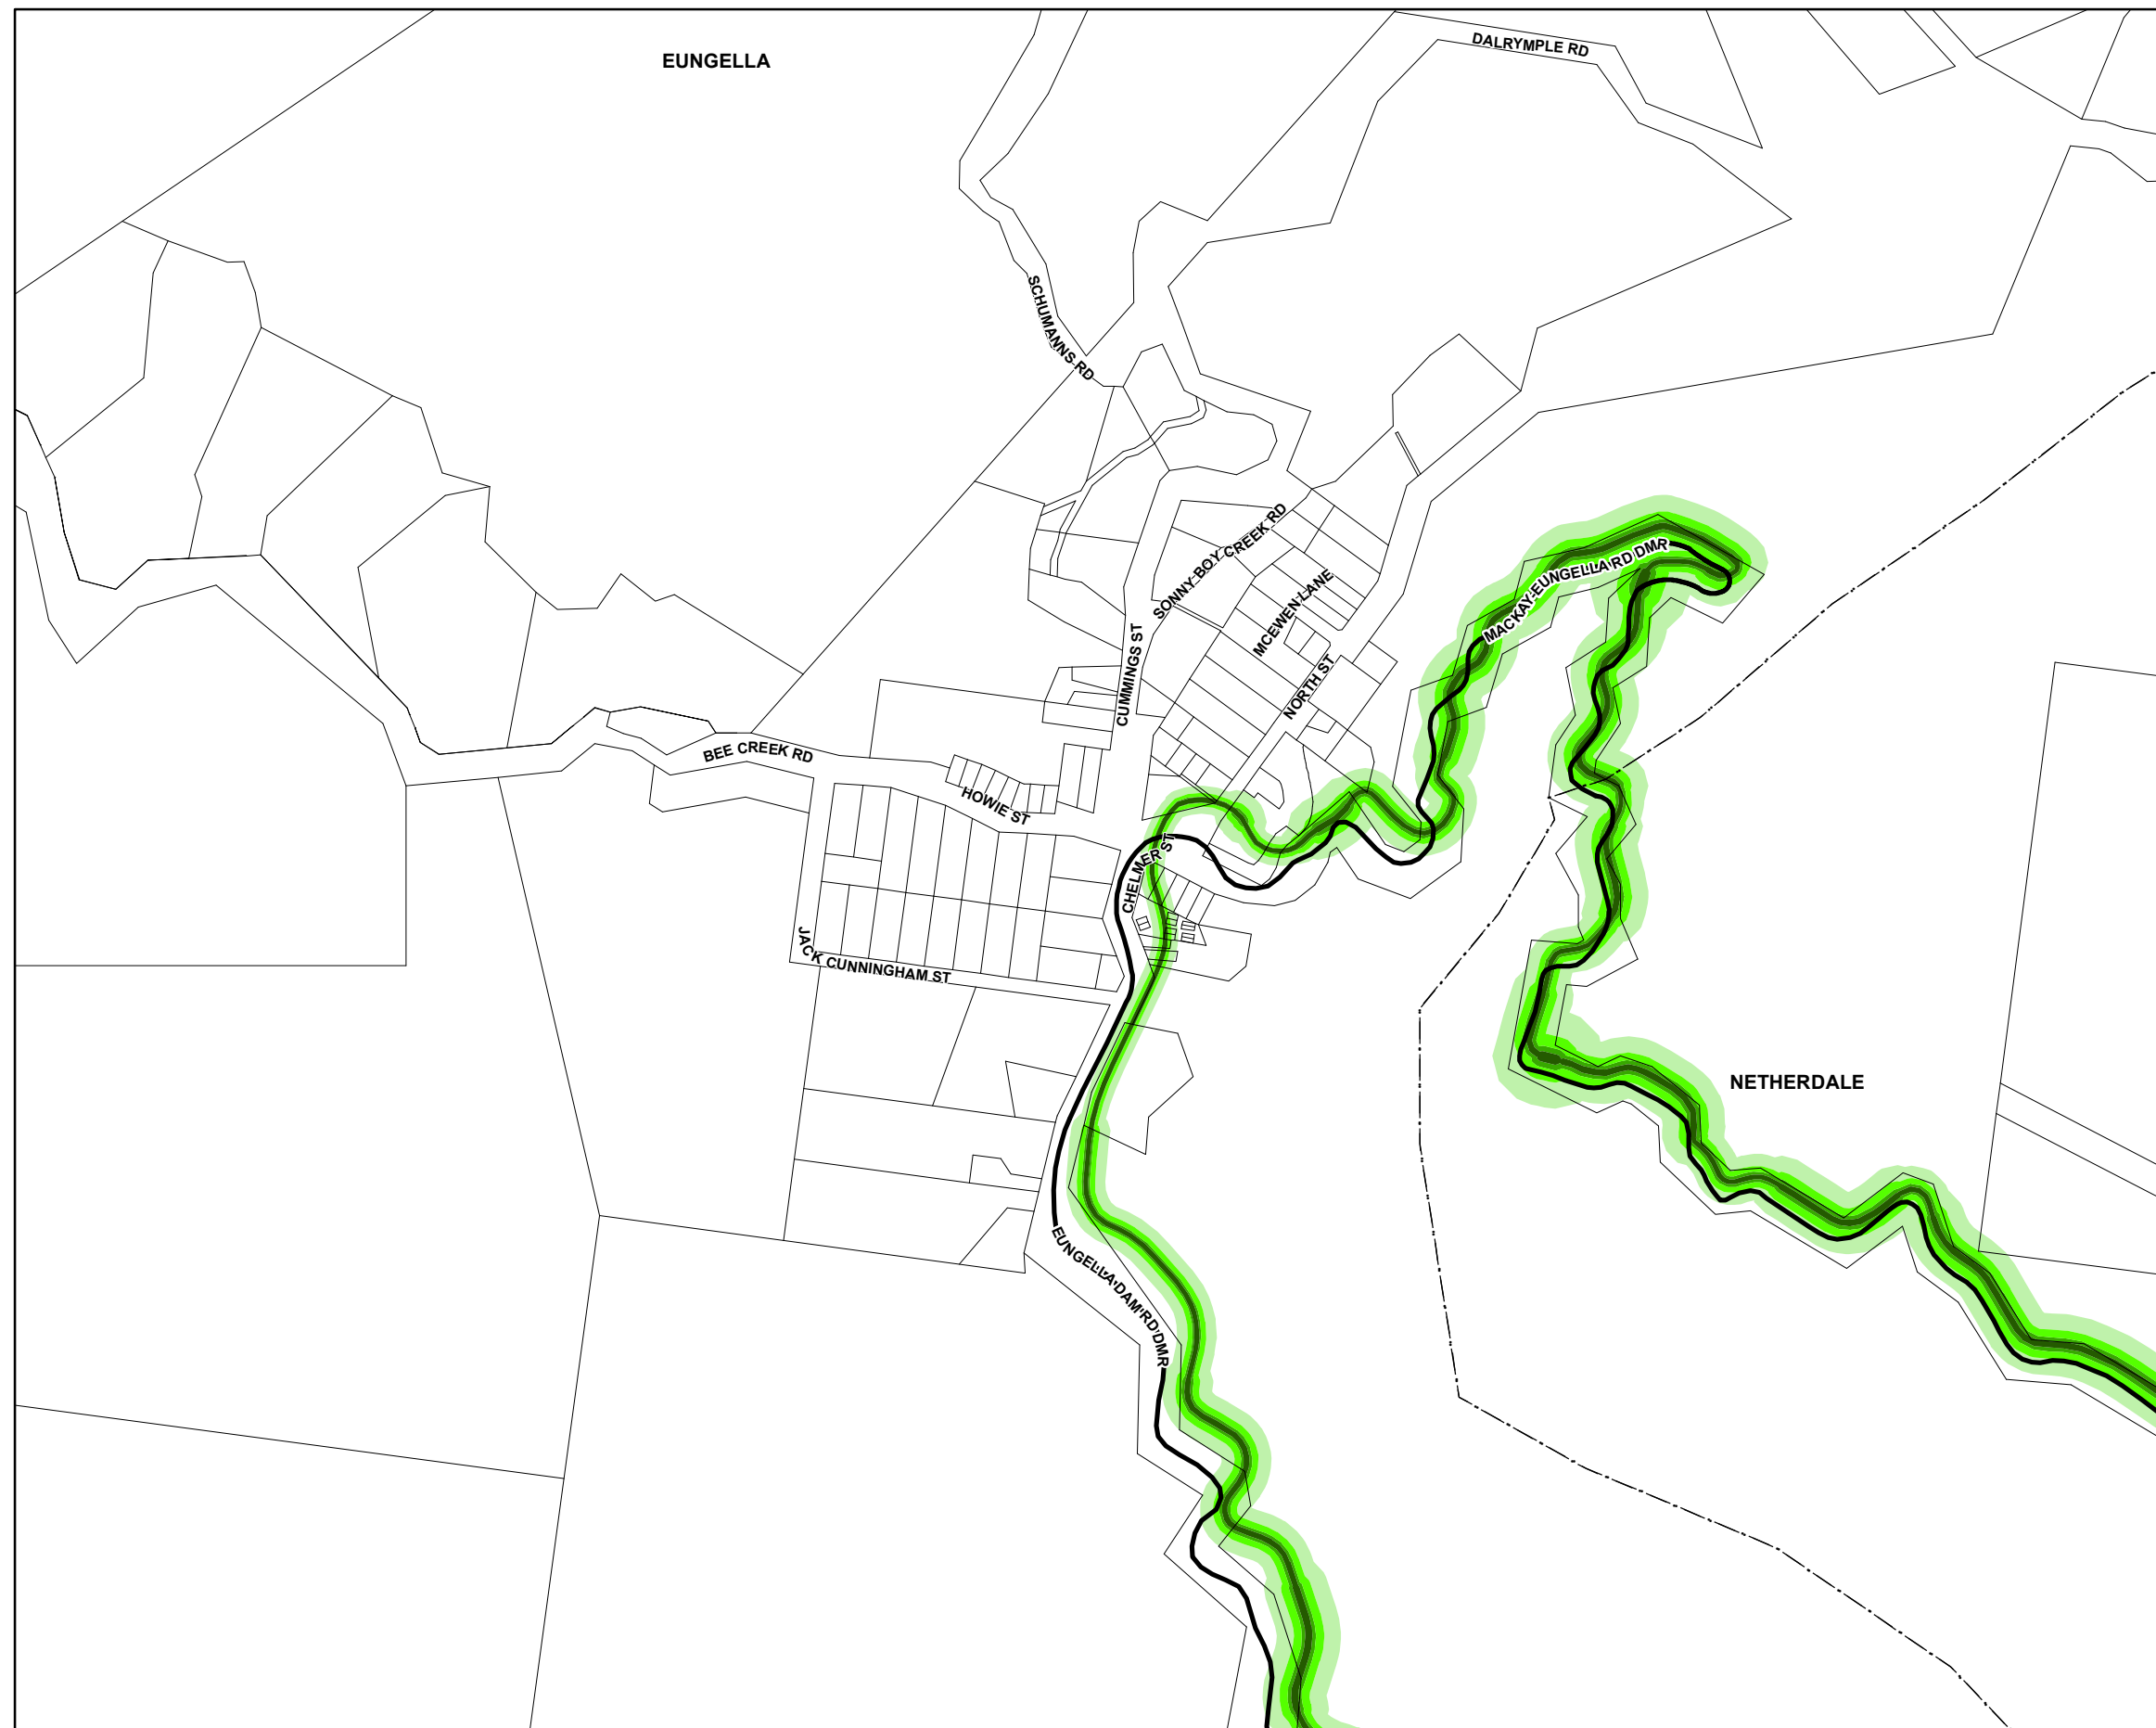 DALRYMPLE RD
EUNGELLA
SCHUMANNS RD
SONNY BOY CREEK RD
MACKAY-EUNGELLA RD DMR
MCEWEN LANE
CUMMINGS ST
NORTH ST
BEE CREEK RD
HOWIE ST
CHELMER ST
JACK CUNNINGHAM ST
NETHERDALE
EUNGELLA DAM RD DMR